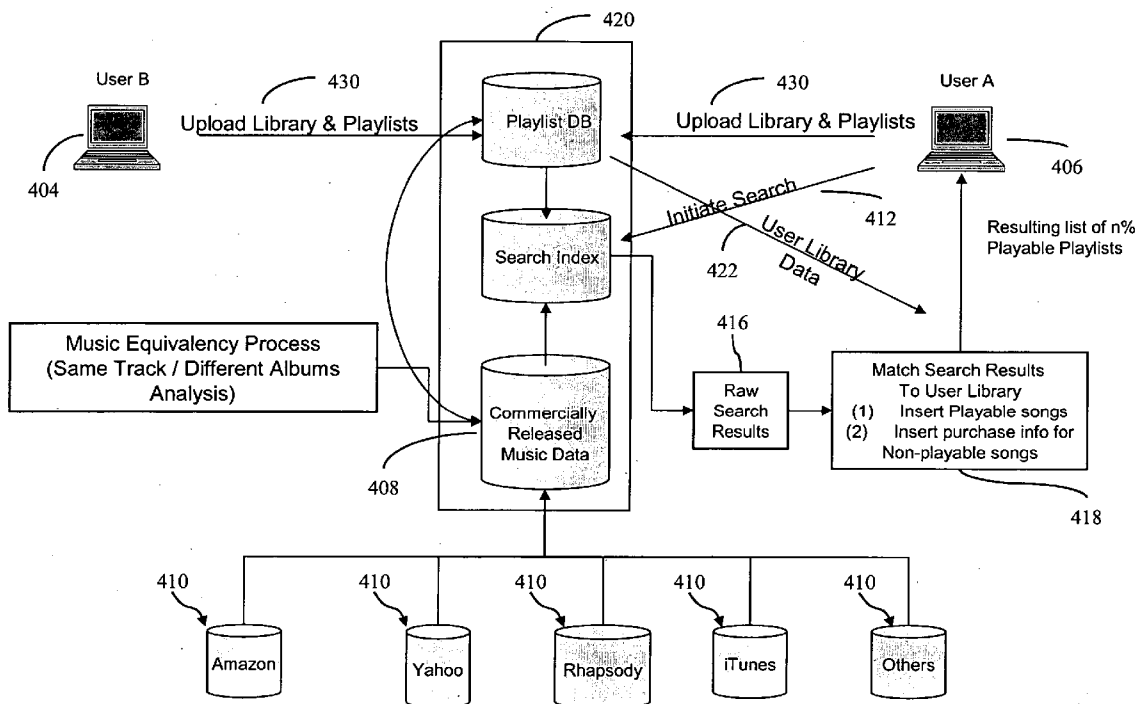 420
User B
430
430
User A
Upload Library & Playlists
Playlist DB
Upload Library & Playlists
404
406
Initiate Search
412
User Library
Data
422
Resulting list of n%
Playable Playlists
Search Index
Music Equivalency Process
(Same Track / Different Albums
Analysis)
416
Raw
Search
Results
Match Search Results
To User Library
(1) Insert Playable songs
(2) Insert purchase info for
Non-playable songs
Commercially
Released
Music Data
408
418
410
410
410
410
410
Amazon
Yahoo
Rhapsody
iTunes
Others